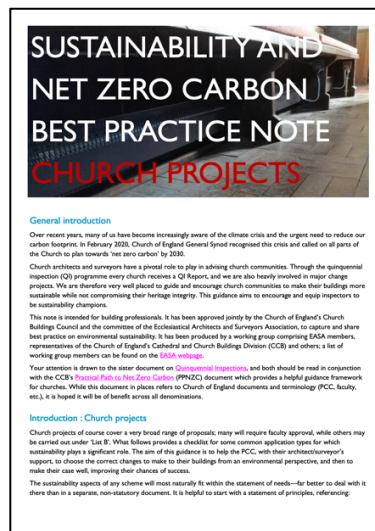 SUSTAINABILITY AND
NET ZERO CARBON
BEST PRACTICE NOTE
CHURCH PROJECTS
General introduction
Over recent years, many of us have become increasingly aware of the climate crisis and the urgent need to reduce our
carbon footprint. In February 2020, Church of England General Synod recognised this crisis and called on all parts of
the Church to plan towards ‘net zero carbon’ by 2030.
Church architects and surveyors have a pivotal role to play in advising church communities. Through the quinquennial
inspection (QI) programme every church receives a QI Report, and we are also heavily involved in major change
projects. We are therefore very well placed to guide and encourage church communities to make their buildings more
sustainable while not compromising their heritage integrity. This guidance aims to encourage and equip inspectors to
be sustainability champions.
This note is intended for building professionals. It has been approved jointly by the Church of England’s Church
Buildings Council and the committee of the Ecclesiastical Architects and Surveyors Association, to capture and share
best practice on environmental sustainability. It has been produced by a working group comprising EASA members,
representatives of the Church of England’s Cathedral and Church Buildings Division (CCB) and others; a list of
working group members can be found on the EASA webpage.
Your attention is drawn to the sister document on Quinquennial Inspections, and both should be read in conjunction
with the CCB’s Practical Path to Net Zero Carbon (PPNZC) document which provides a helpful guidance framework
for churches. While this document in places refers to Church of England documents and terminology (PCC, faculty,
etc.), it is hoped it will be of benefit across all denominations.
Introduction : Church projects
Church projects of course cover a very broad range of proposals; many will require faculty approval, while others may
be carried out under ‘List B’. What follows provides a checklist for some common application types for which
sustainability plays a significant role. The aim of this guidance is to help the PCC, with their architect/surveyor’s
support, to choose the correct changes to make to their buildings from an environmental perspective, and then to
make their case well, improving their chances of success.
The sustainability aspects of any scheme will most naturally fit within the statement of needs—far better to deal with it
there than in a separate, non-statutory document. It is helpful to start with a statement of principles, referencing: